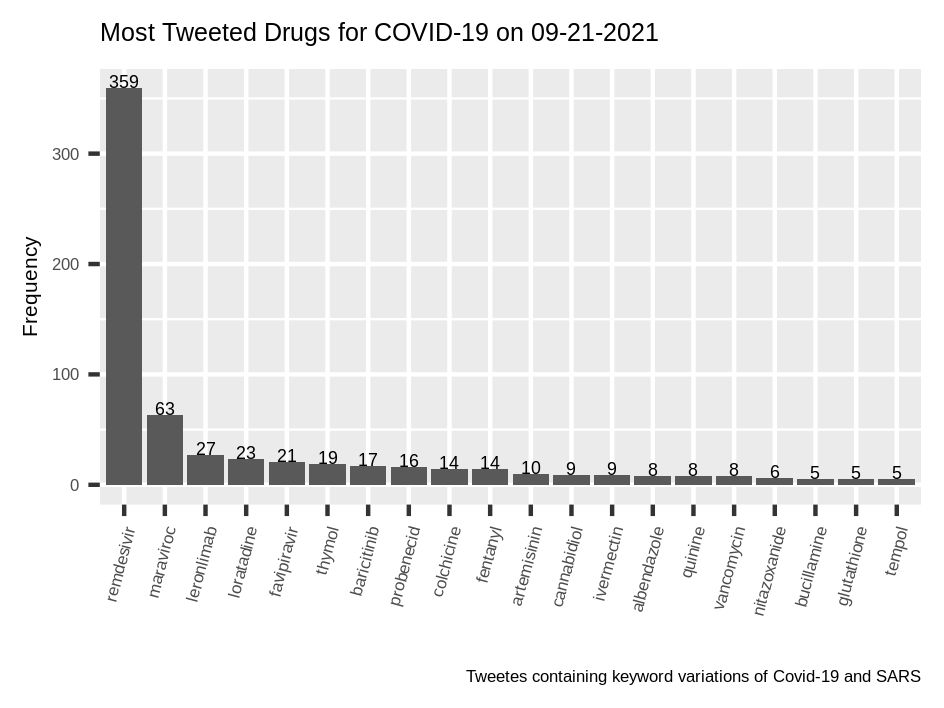 Most Tweeted Drugs for COVID-19 on 09-21-2021
Frequency
300
200
100
0
359
63
27
23
21
19
17
16
14
14
10
9
9
8
8
8
6
5
5
5
remdesivir
maraviroc
leronlimab
loratadine
favipiravir
thymol
baricitinib
probenecid
colchicine
fentanyl
artemisinin
cannabidiol
ivermectin
albendazole
quinine
vancomycin
nitazoxanide
bucillamine
glutathione
tempol
Tweetes containing keyword variations of Covid-19 and SARS